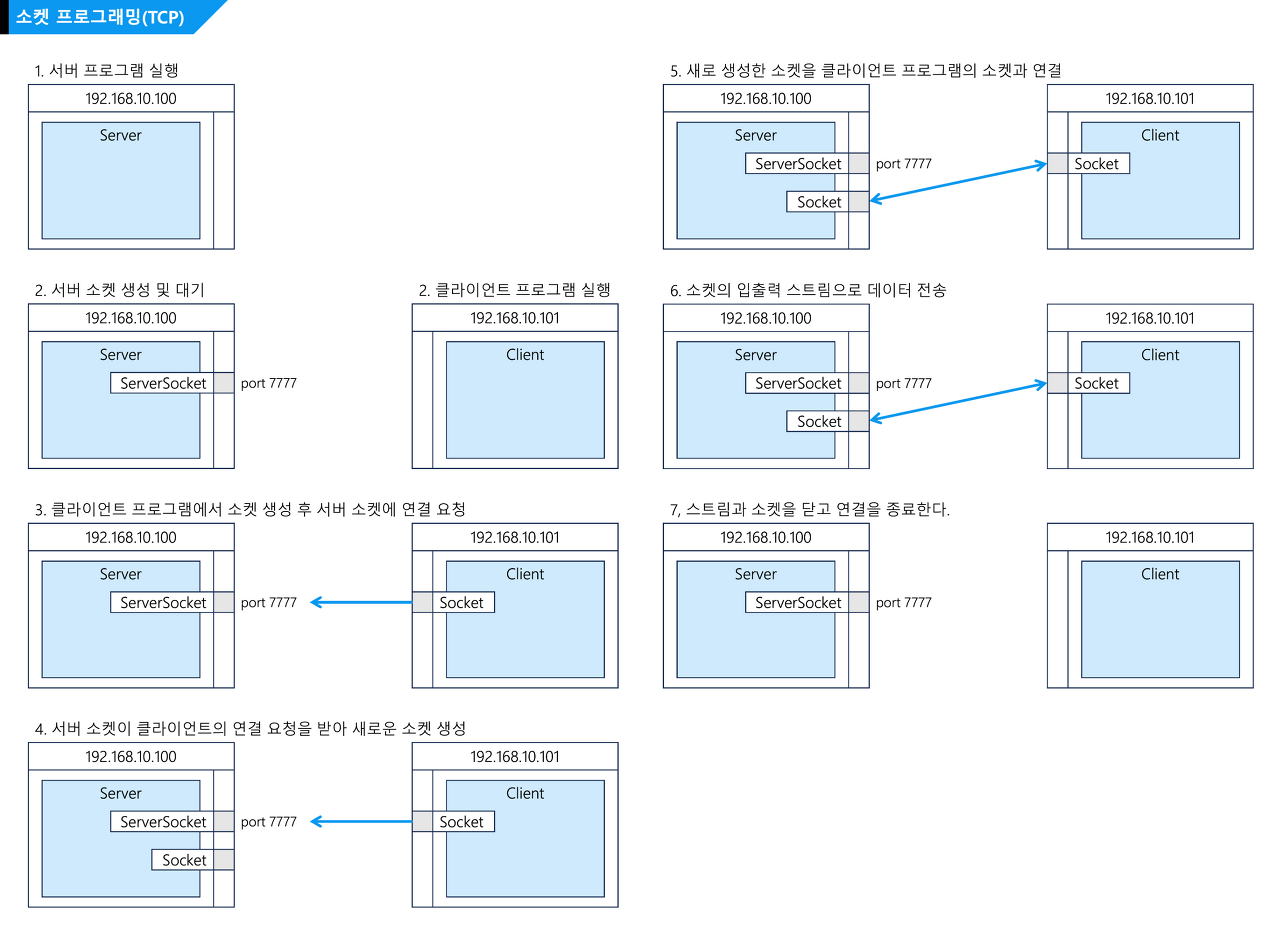 소켓 프로그래밍(TCP)
1. 서버 프로그램 실행
192.168.10.100
Server
2. 서버 소켓 생성 및 대기
192.168.10.100
Server
ServerSocket
port 7777
2. 클라이언트 프로그램 실행
192.168.10.101
Client
3. 클라이언트 프로그램에서 소켓 생성 후 서버 소켓에 연결 요청
192.168.10.100
Server
ServerSocket
port 7777
192.168.10.101
Client
Socket
4. 서버 소켓이 클라이언트의 연결 요청을 받아 새로운 소켓 생성
192.168.10.100
Server
ServerSocket
port 7777
Socket
192.168.10.101
Client
Socket
5. 새로 생성한 소켓을 클라이언트 프로그램의 소켓과 연결
192.168.10.100
Server
ServerSocket
port 7777
Socket
192.168.10.101
Client
Socket
6. 소켓의 입출력 스트림으로 데이터 전송
192.168.10.100
Server
ServerSocket
port 7777
Socket
192.168.10.101
Client
Socket
7, 스트림과 소켓을 닫고 연결을 종료한다.
192.168.10.100
Server
ServerSocket
port 7777
192.168.10.101
Client